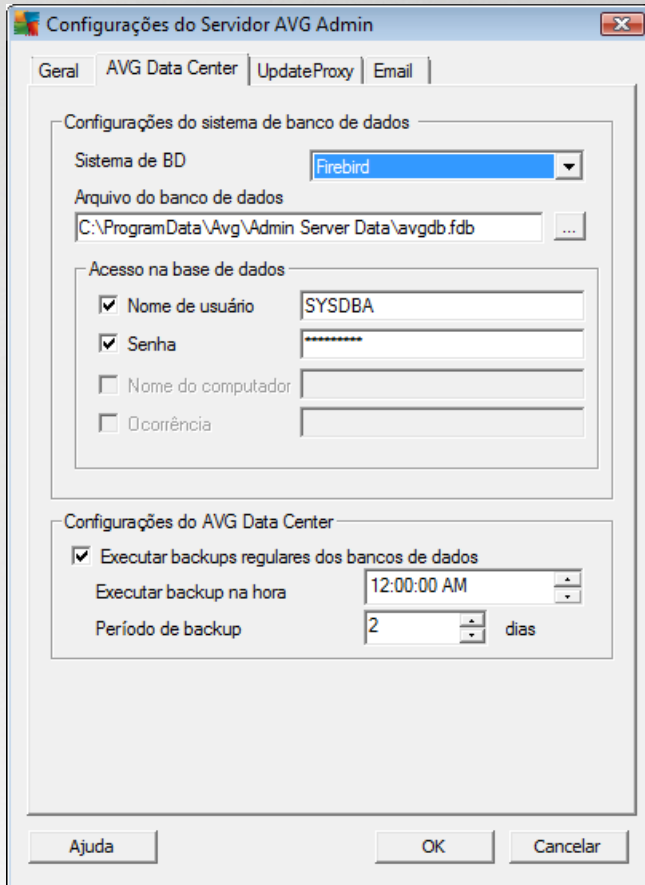 Configurações do Servidor AVG Admin
Geral AVG Data Center UpdateProxy Email
Configurações do sistema de banco de dados
Sistema de BD Firebird
Arquivo do banco de dados
C:\ProgramData\Avg\Admin Server Data\avgdb.fdb ...
Acesso na base de dados
Nome de usuário SYSDBA
Senha *********
Nome do computador
Ocorrência
Configurações do AVG Data Center
Executar backups regulares dos bancos de dados
Executar backup na hora 12:00:00 AM
Período de backup 2 dias
Ajuda OK Cancelar